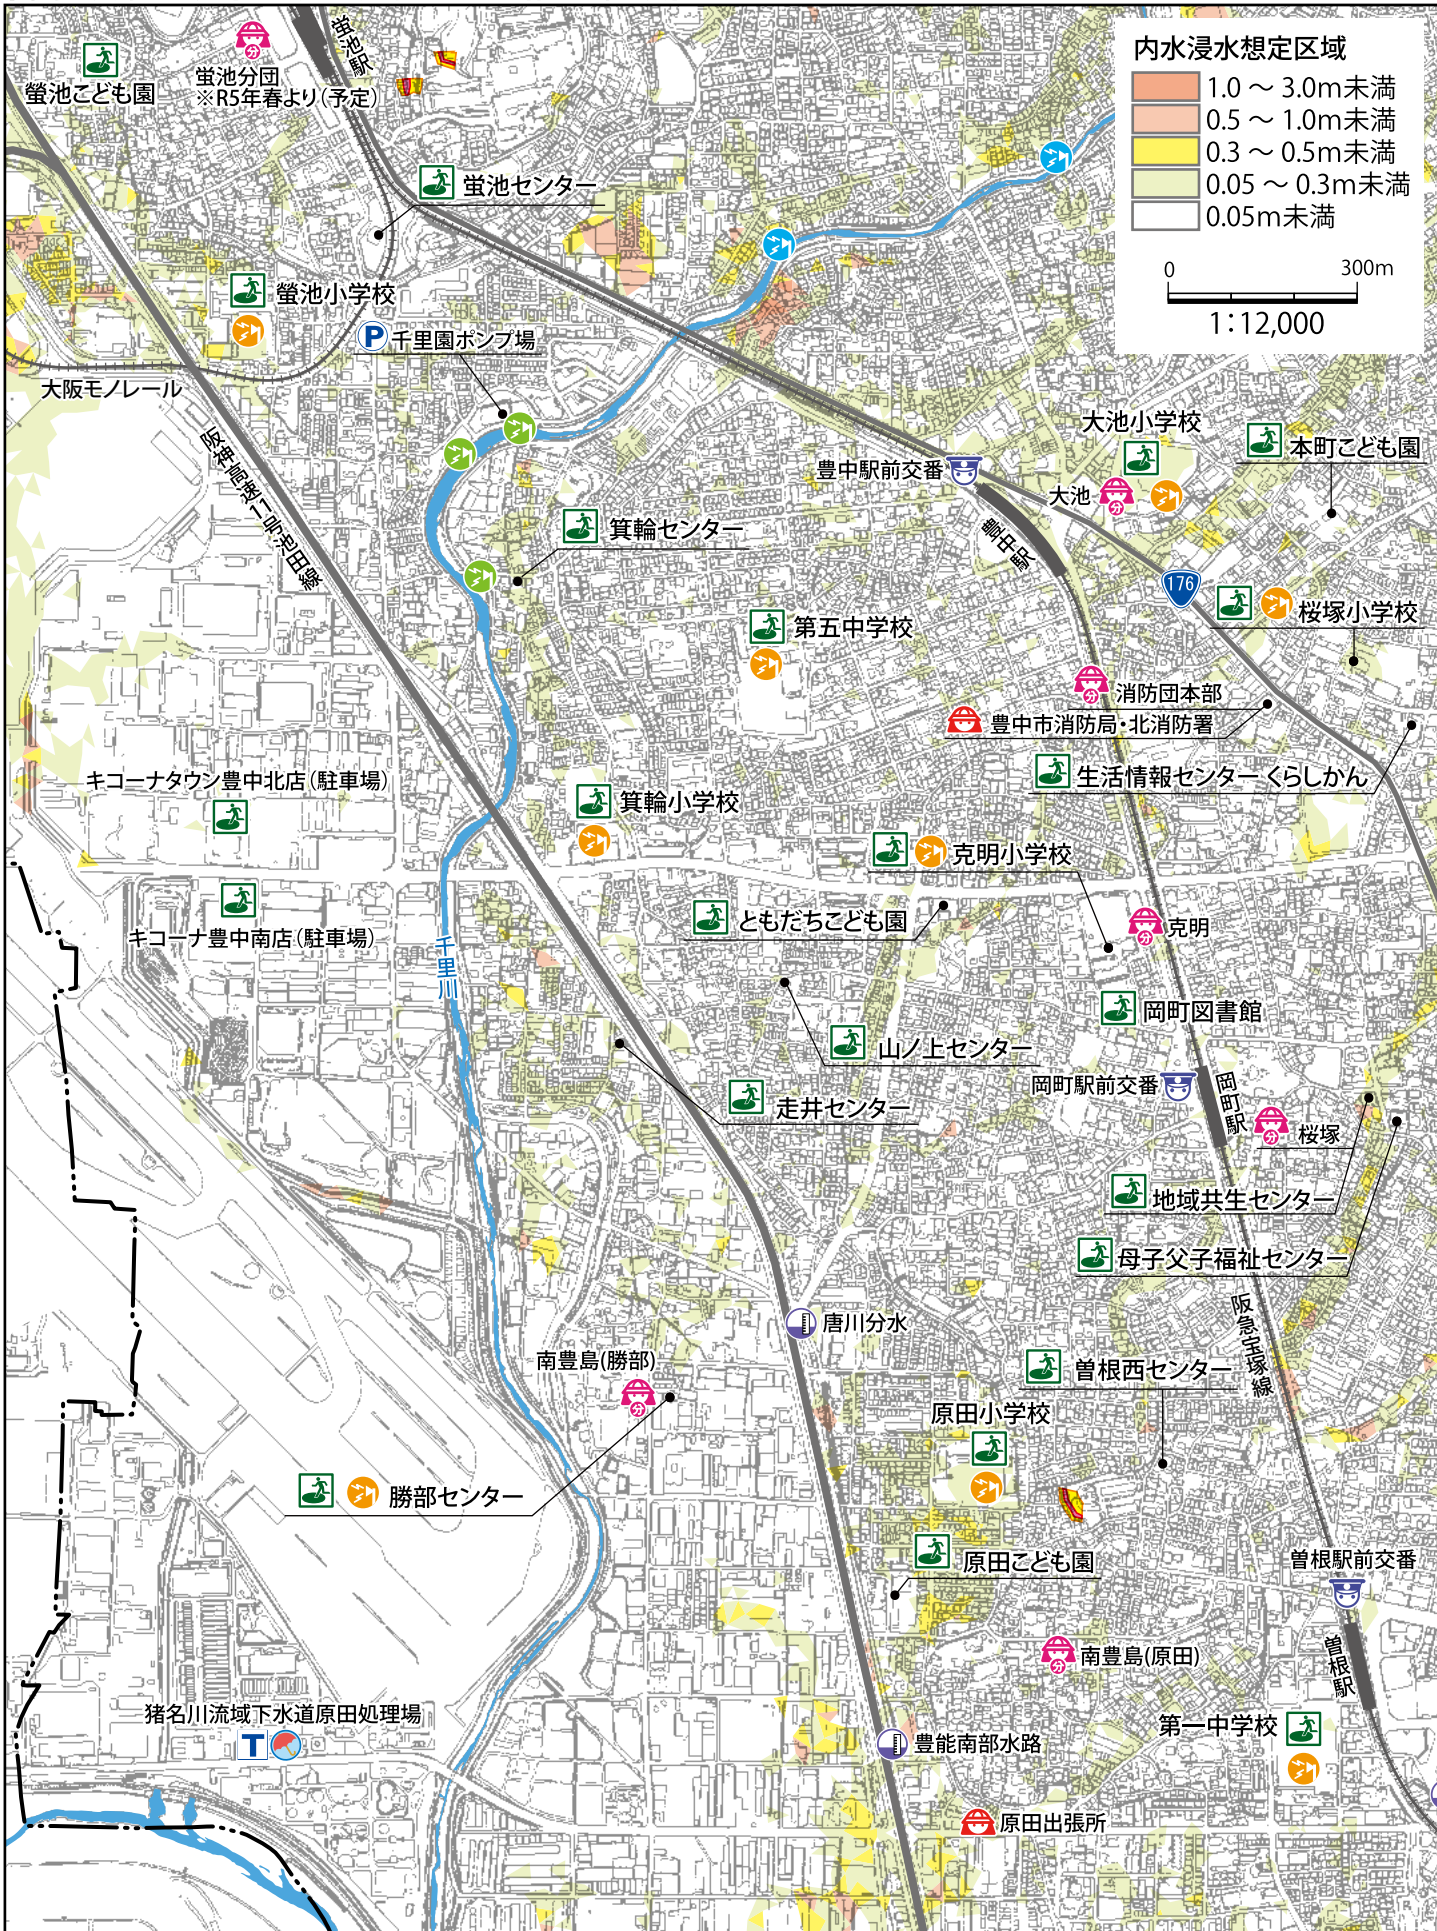 内水浸水想定区域
1.0 ～ 3.0m未満
0.5 ～ 1.0m未満
0.3 ～ 0.5m未満
0.05 ～ 0.3m未満
0.05m未満
0 300m
1:12,000
螢池こども園
分
蛍池分団
※R5年春より(予定)
蛍池駅
螢池センター
螢池小学校
P 千里園ポンプ場
大阪モノレール
阪神高速11号池田線
豊中駅前交番
豊中駅
大池小学校
大池
分
本町こども園
176
桜塚小学校
箕輪センター
第五中学校
分
消防団本部
豊中市消防局・北消防署
生活情報センターくらしかん
キコーナタウン豊中北店(駐車場)
箕輪小学校
克明小学校
キコーナ豊中南店(駐車場)
ともだちこども園
分
克明
千里川
岡町図書館
山ノ上センター
岡町駅前交番
岡町駅
走井センター
分
桜塚
地域共生センター
母子父子福祉センター
阪急宝塚線
唐川分水
南豊島(勝部)
分
曽根西センター
原田小学校
勝部センター
原田こども園
曽根駅前交番
曽根駅
分
南豊島(原田)
猪名川流域下水道原田処理場
T
第一中学校
豊能南部水路
原田出張所